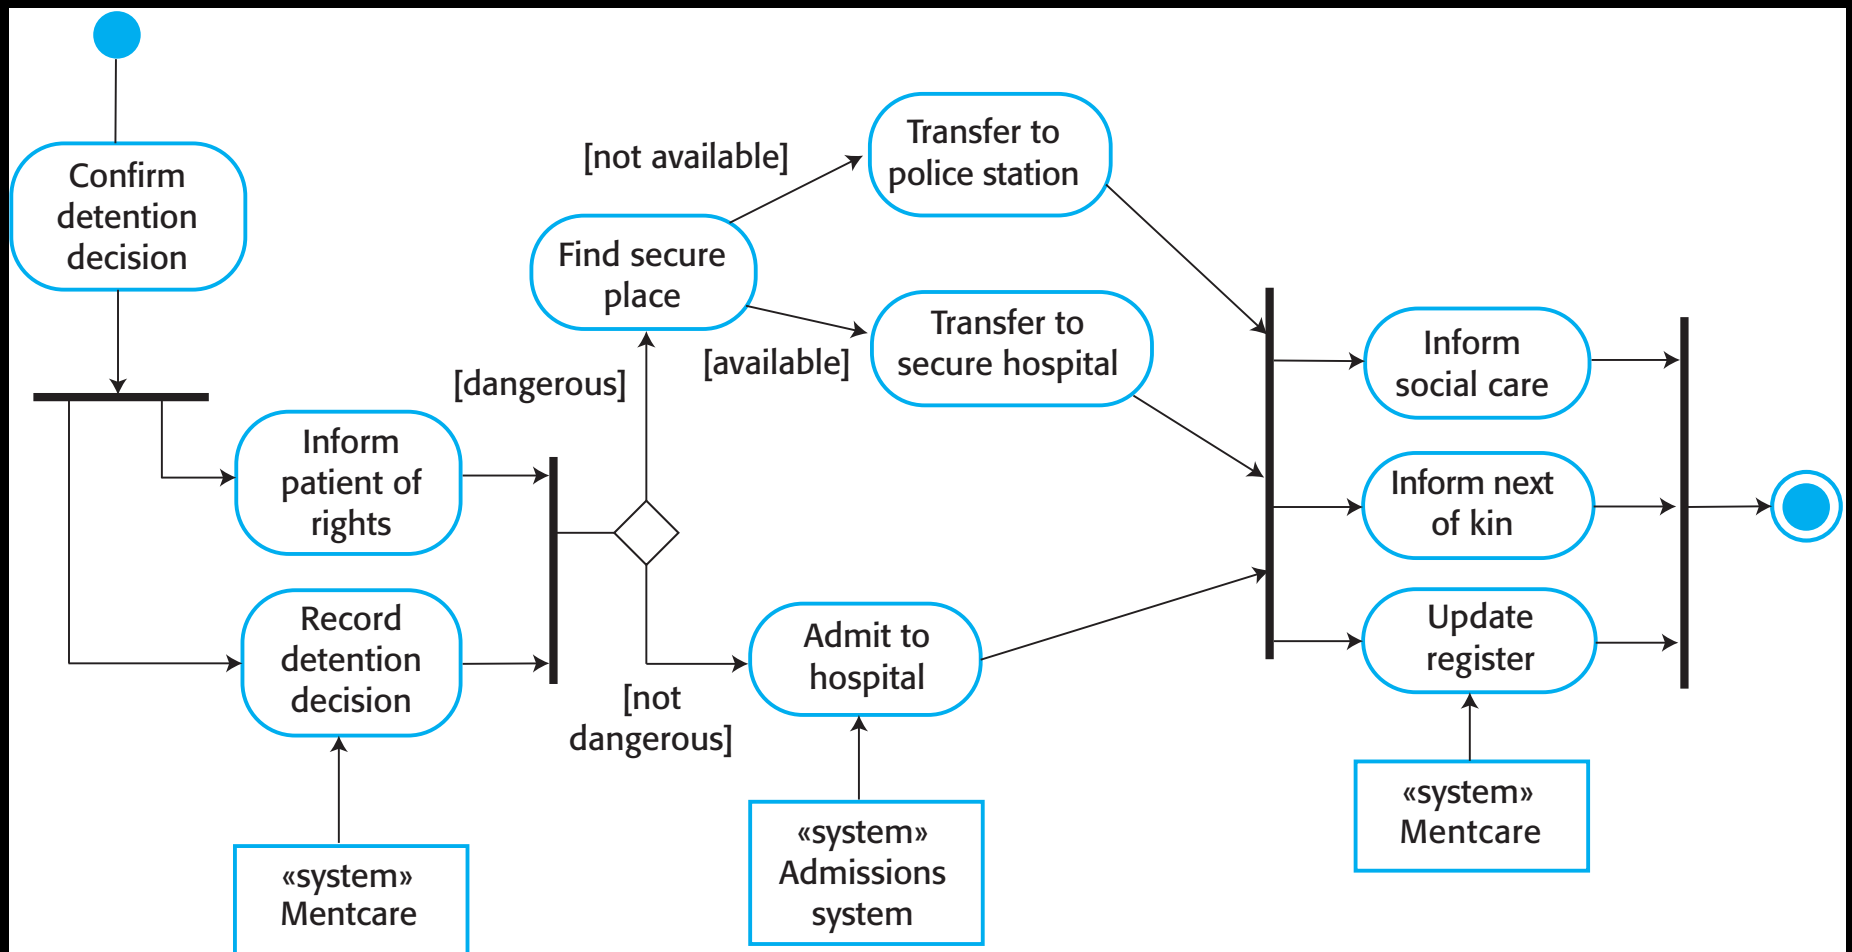 Confirm
detention
decision
Inform
patient of
rights
Record
detention
decision
«system»
Mentcare
[dangerous]
[not
dangerous]
Find secure
place
[not available]
[available]
Transfer to
police station
Transfer to
secure hospital
Admit to
hospital
«system»
Admissions
system
Inform
social care
Inform next
of kin
Update
register
«system»
Mentcare